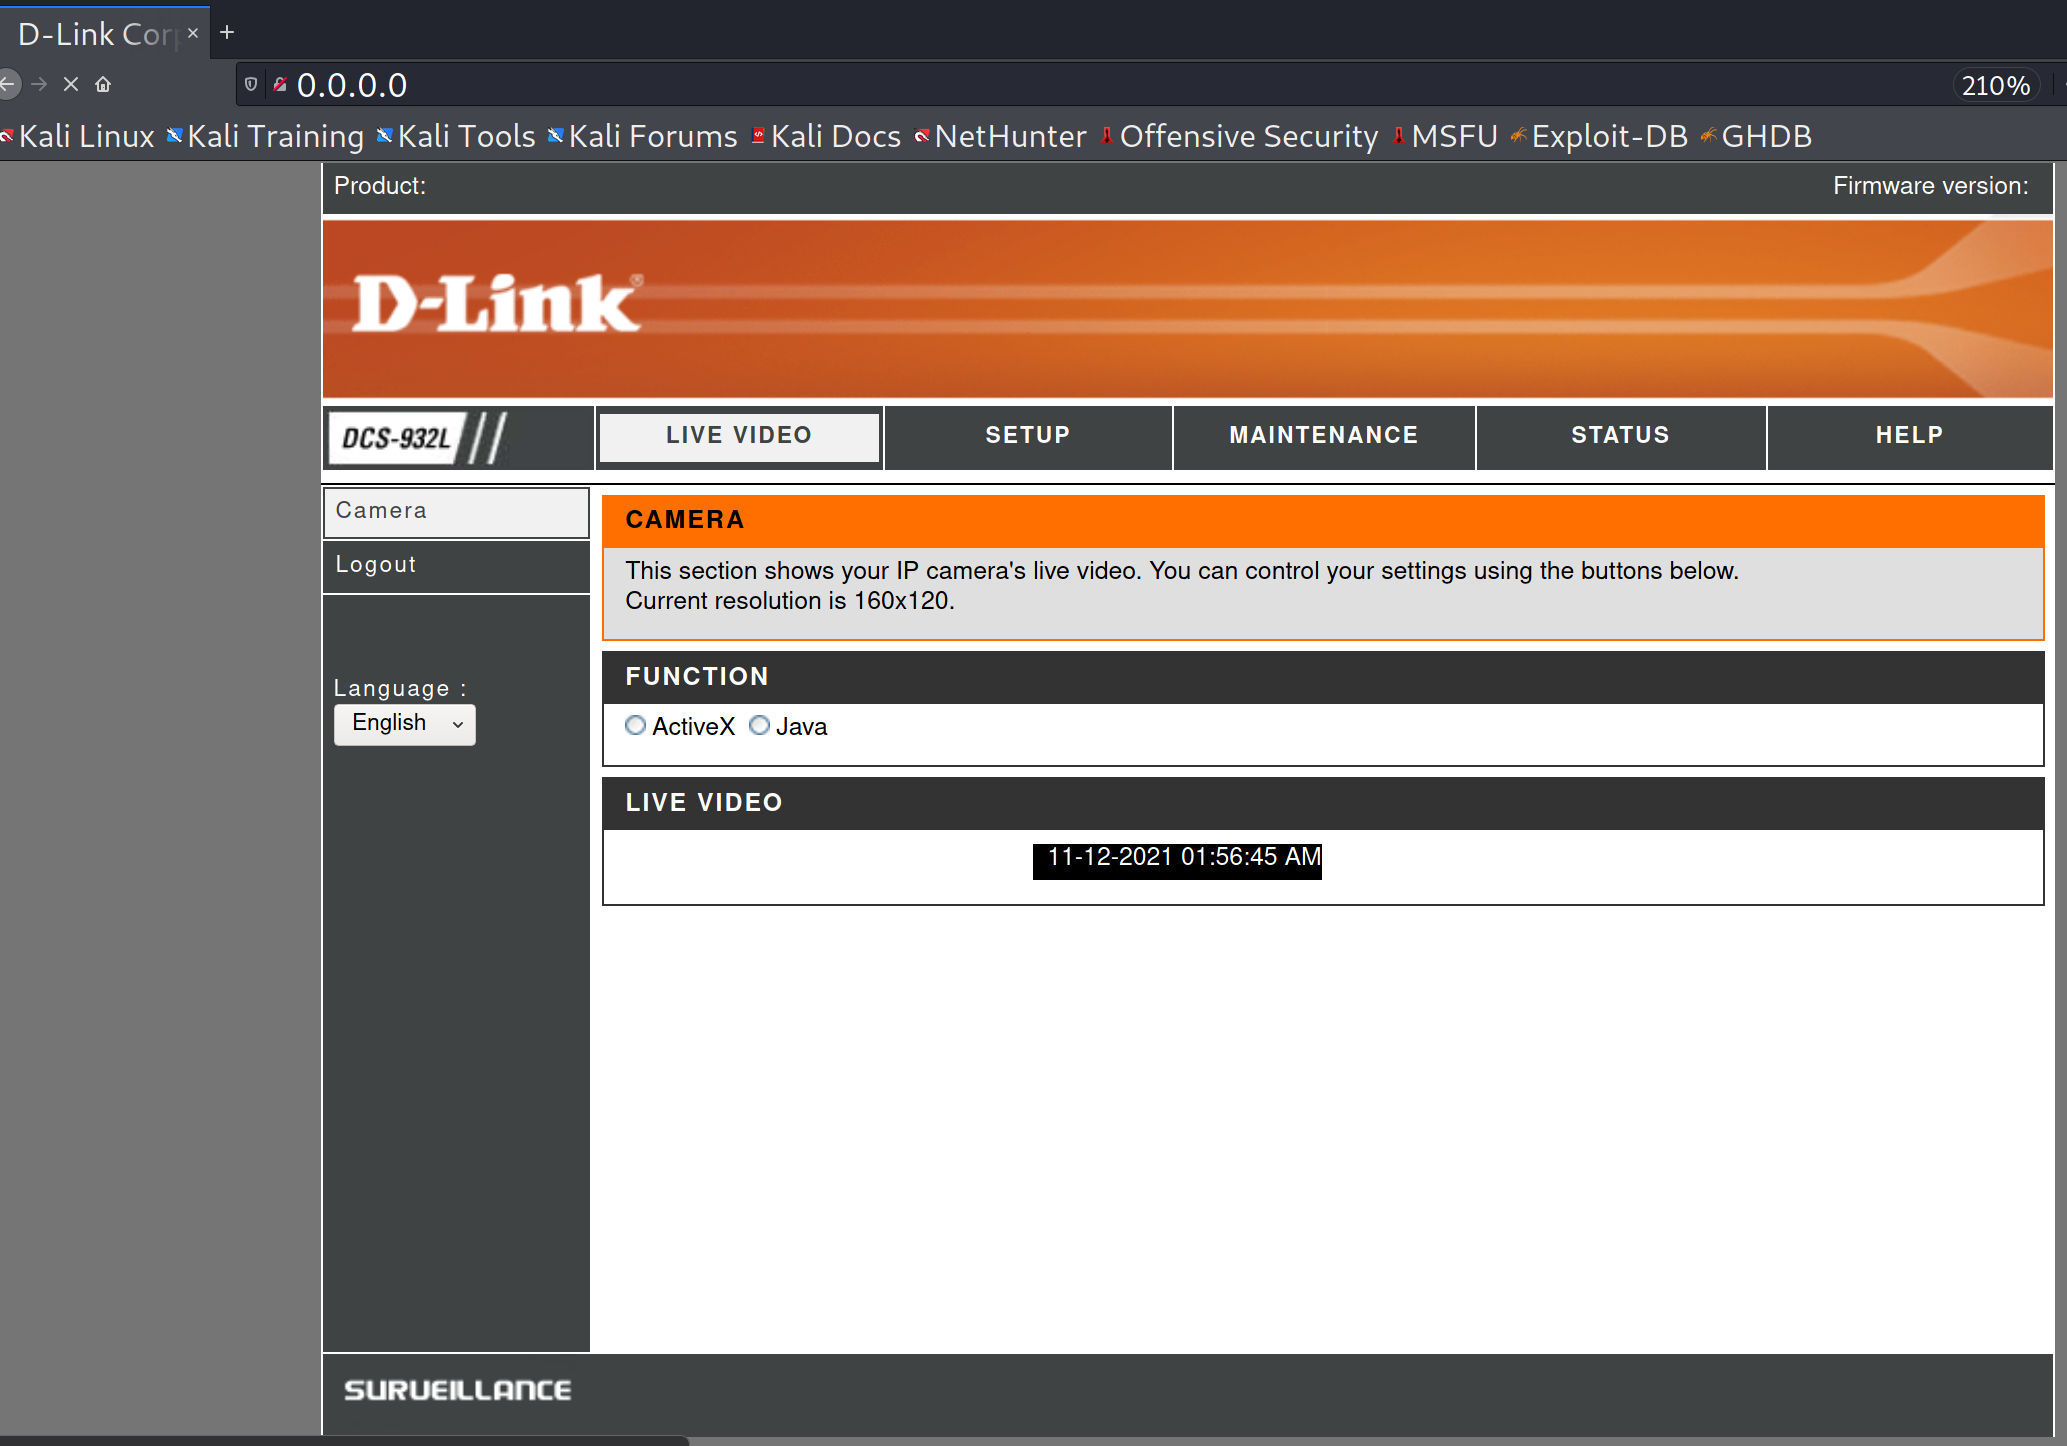 D-Link Corp
0.0.0.0
210%
Kali Linux Kali Training Kali Tools Kali Forums Kali Docs NetHunter Offensive Security MSFU Exploit-DB GHDB
Product: Firmware version:
D-Link®
DCS-932L LIVE VIDEO SETUP MAINTENANCE STATUS HELP
Camera
Logout
Language :
English
CAMERA
This section shows your IP camera's live video. You can control your settings using the buttons below.
Current resolution is 160x120.
FUNCTION
ActiveX Java
LIVE VIDEO
11-12-2021 01:56:45 AM
SURVEILLANCE